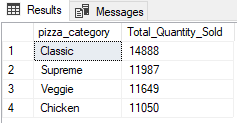 Results Messages
pizza_category Total_Quantity_Sold
1 Classic 14888
2 Supreme 11987
3 Veggie 11649
4 Chicken 11050